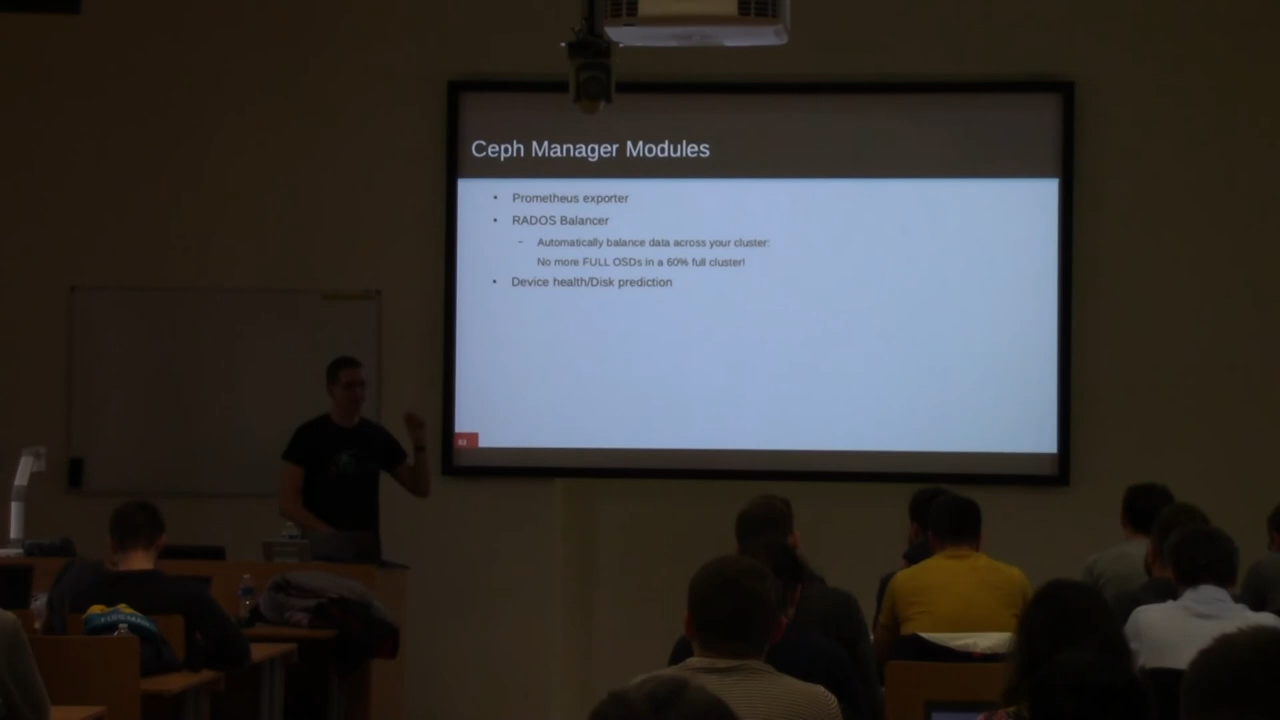 Ceph Manager Modules
• Prometheus exporter
• RADOS Balancer
- Automatically balance data across your cluster:
No more FULL OSDs in a 60% full cluster!
• Device health/Disk prediction